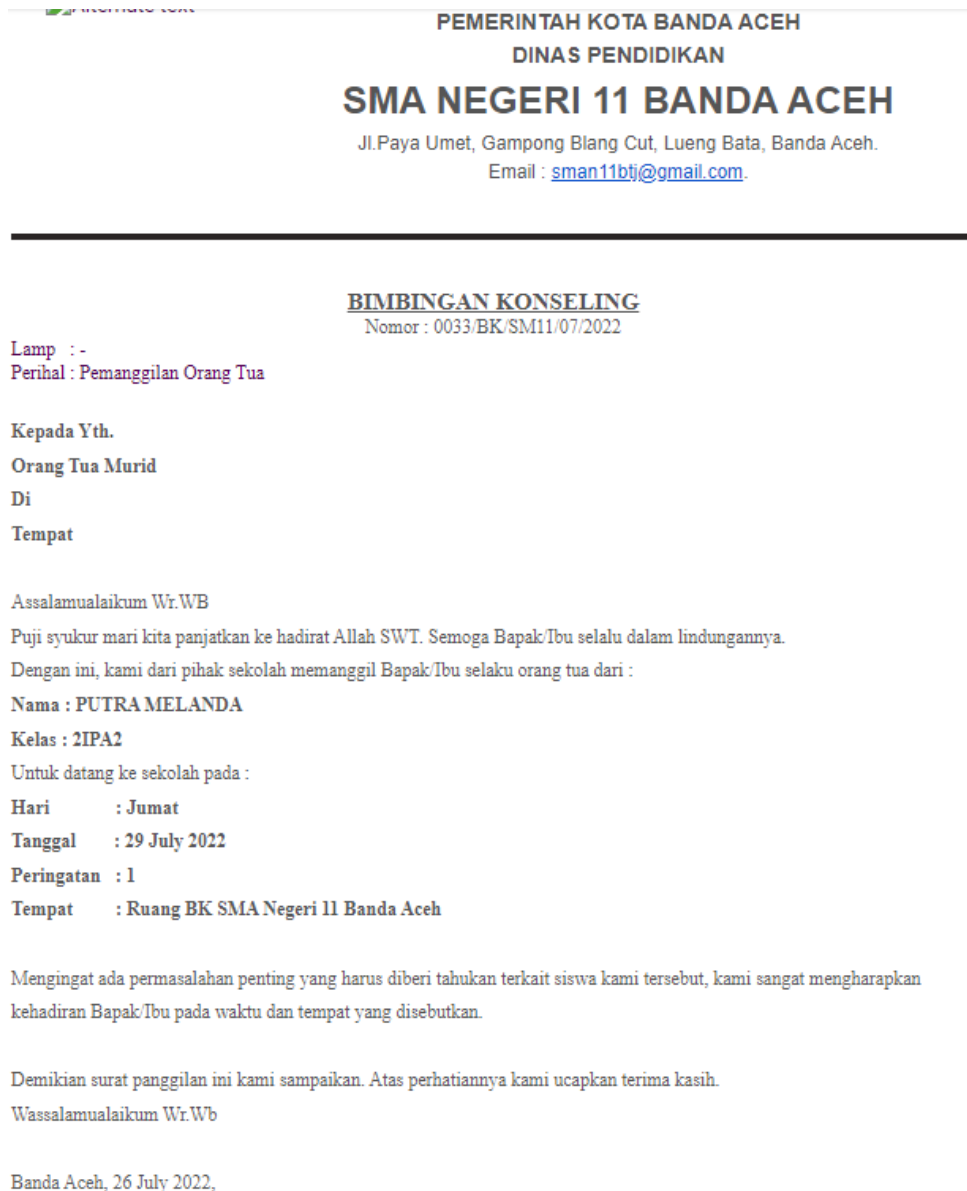 Alternate text
PEMERINTAH KOTA BANDA ACEH
DINAS PENDIDIKAN
SMA NEGERI 11 BANDA ACEH
Jl.Paya Umet, Gampong Blang Cut, Lueng Bata, Banda Aceh.
Email : sman11btj@gmail.com.
BIMBINGAN KONSELING
Nomor : 0033/BK/SM11/07/2022
Lamp : -
Perihal : Pemanggilan Orang Tua
Kepada Yth.
Orang Tua Murid
Di
Tempat
Assalamualaikum Wr.WB
Puji syukur mari kita panjatkan ke hadirat Allah SWT. Semoga Bapak/Ibu selalu dalam lindungannya.
Dengan ini, kami dari pihak sekolah memanggil Bapak/Ibu selaku orang tua dari :
Nama : PUTRA MELANDA
Kelas : 2IPA2
Untuk datang ke sekolah pada :
Hari : Jumat
Tanggal : 29 July 2022
Peringatan : 1
Tempat : Ruang BK SMA Negeri 11 Banda Aceh
Mengingat ada permasalahan penting yang harus diberi tahukan terkait siswa kami tersebut, kami sangat mengharapkan
kehadiran Bapak/Ibu pada waktu dan tempat yang disebutkan.
Demikian surat panggilan ini kami sampaikan. Atas perhatiannya kami ucapkan terima kasih.
Wassalamualaikum Wr.Wb
Banda Aceh, 26 July 2022,